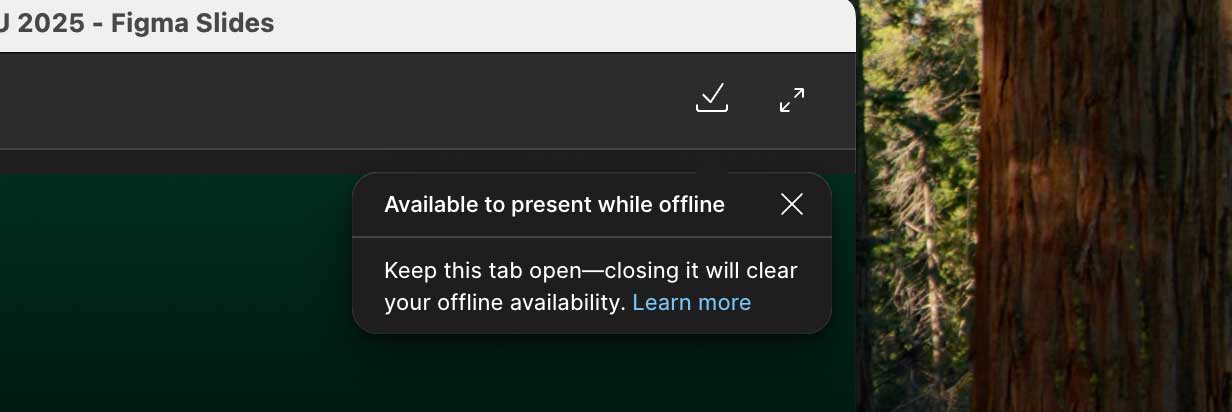 2025 - Figma Slides
Available to present while offline
Keep this tab open—closing it will clear
your offline availability. Learn more